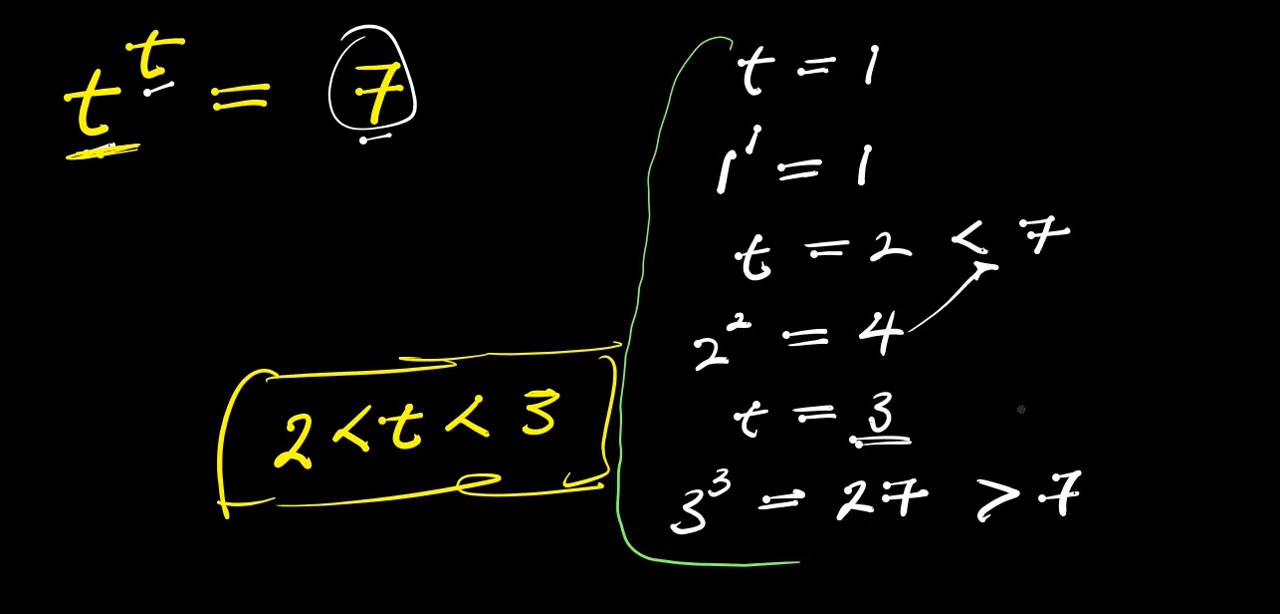 t^t = 7
t = 1
1^1 = 1
t = 2 < 7
2^2 = 4
t = 3
3^3 = 27 > 7
2 < t < 3